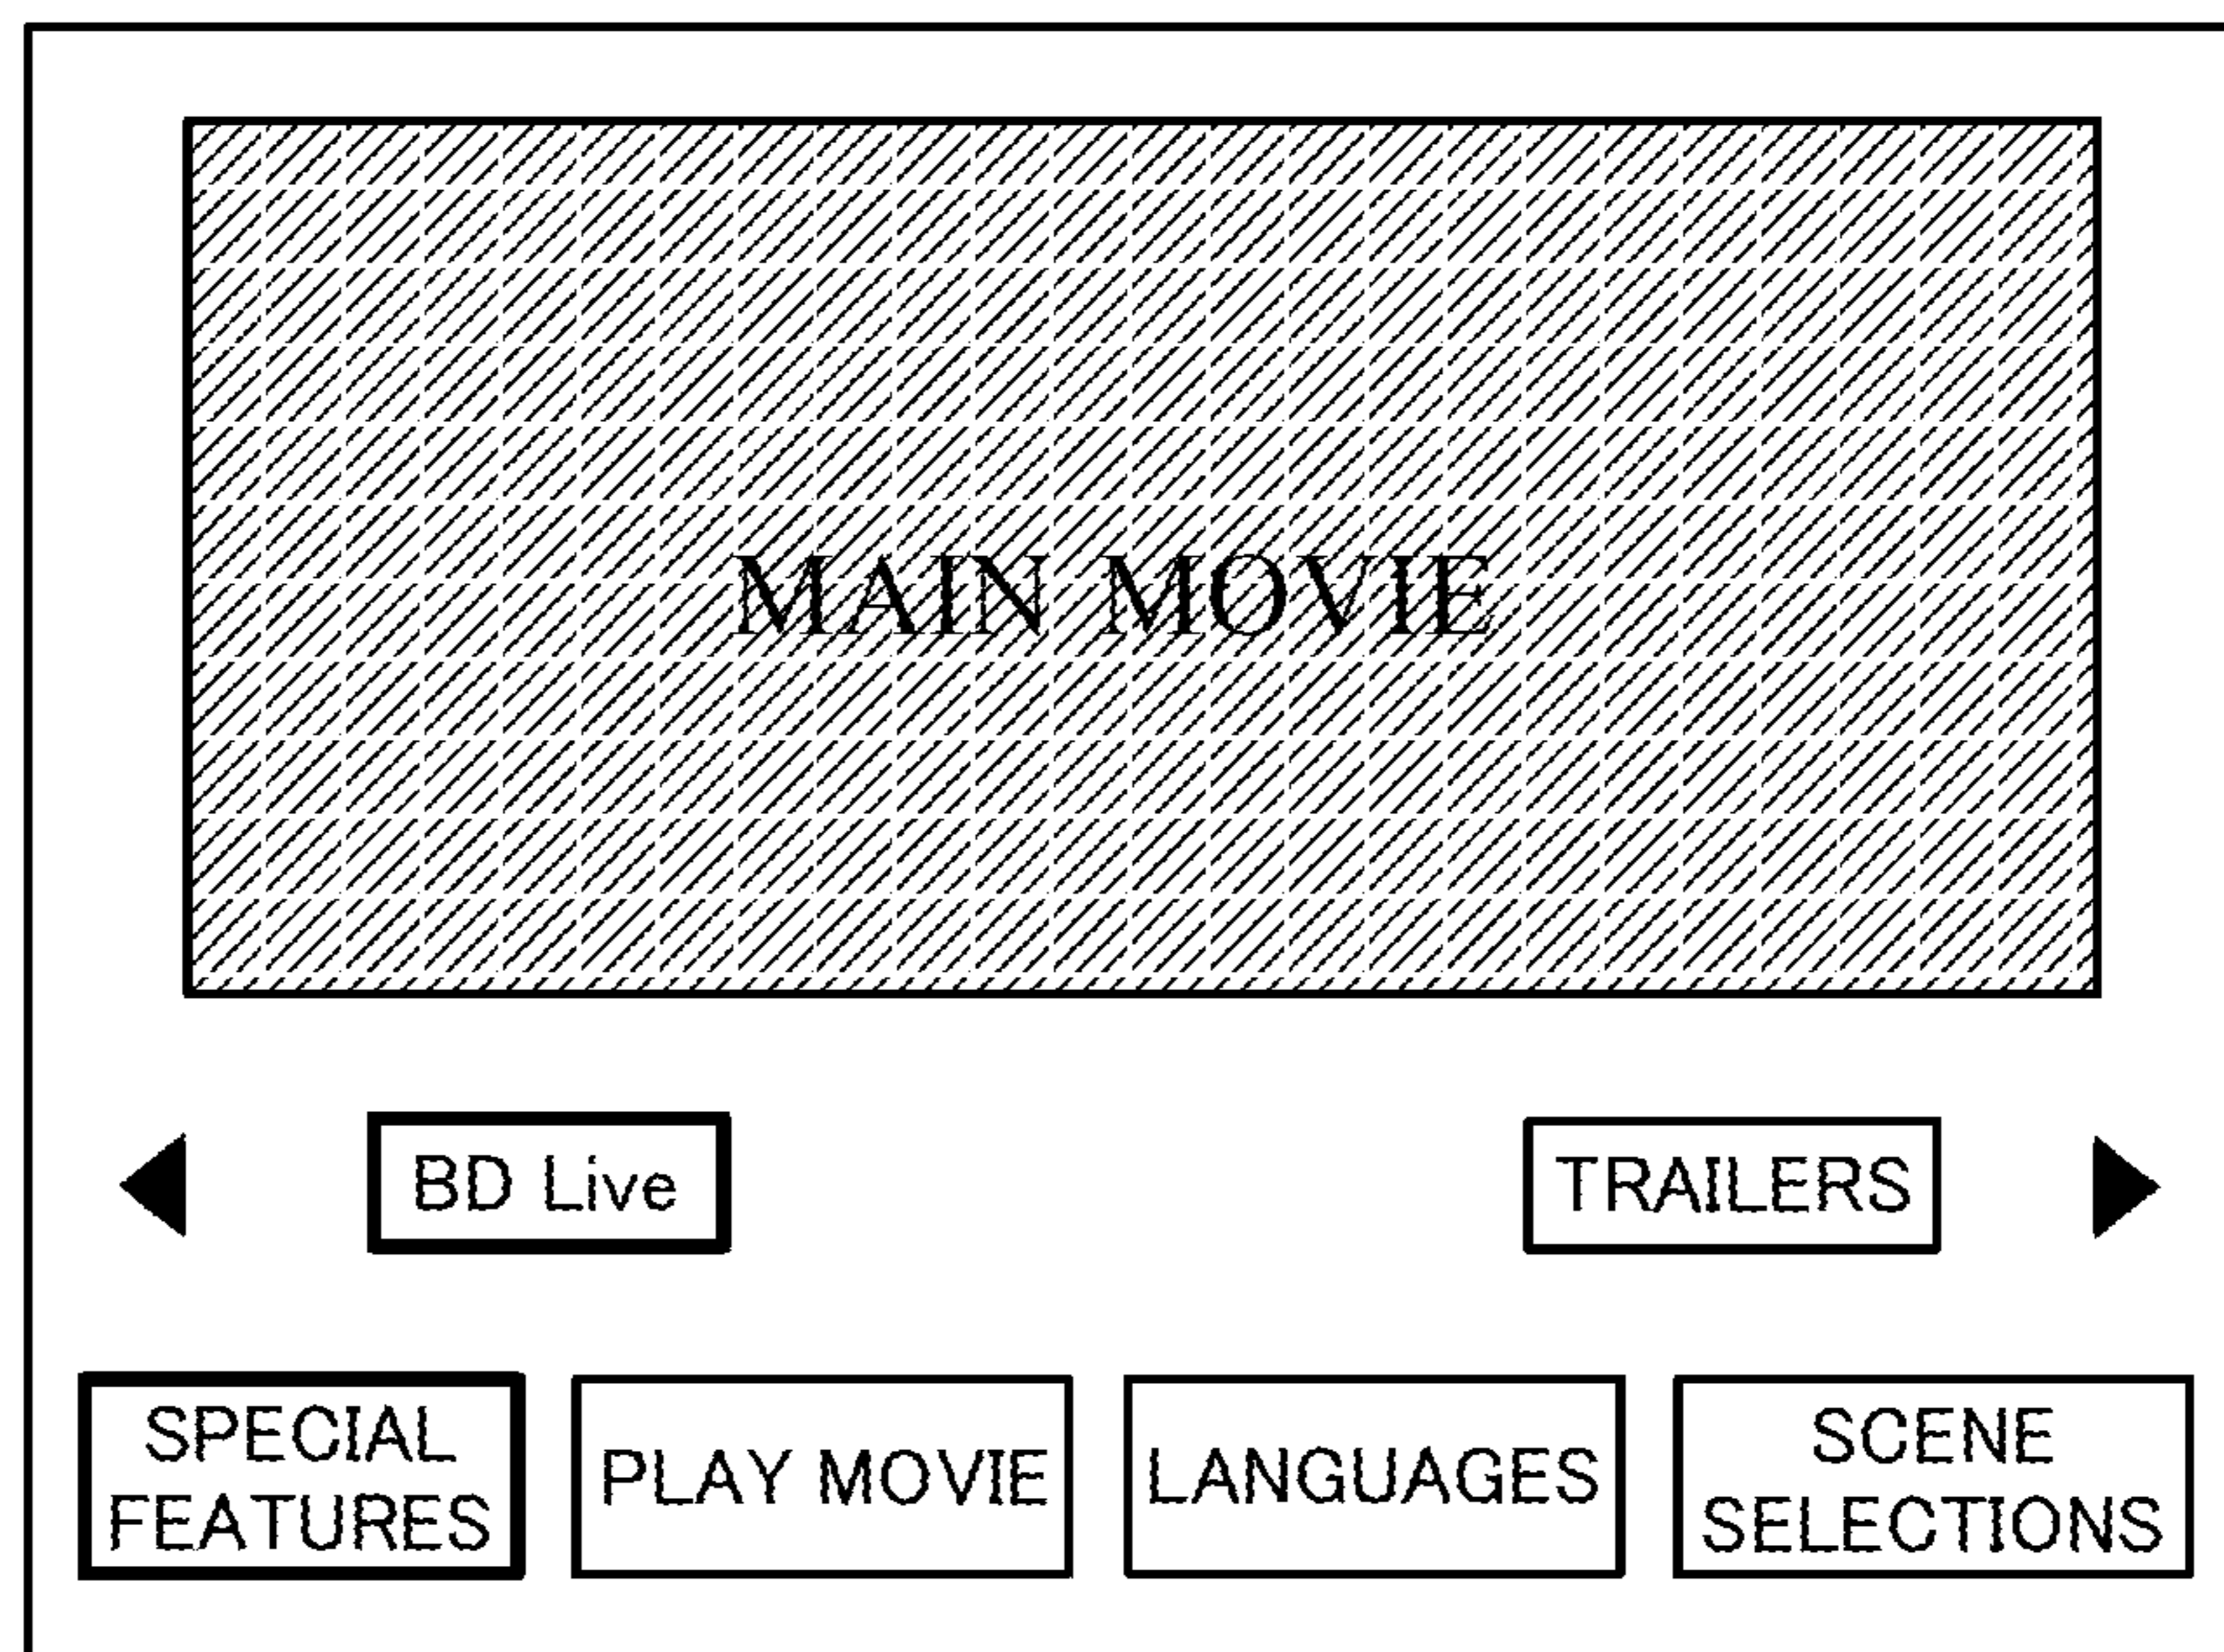 MAIN MOVIE
BD Live
TRAILERS
SPECIAL
FEATURES
PLAY MOVIE
LANGUAGES
SCENE
SELECTIONS